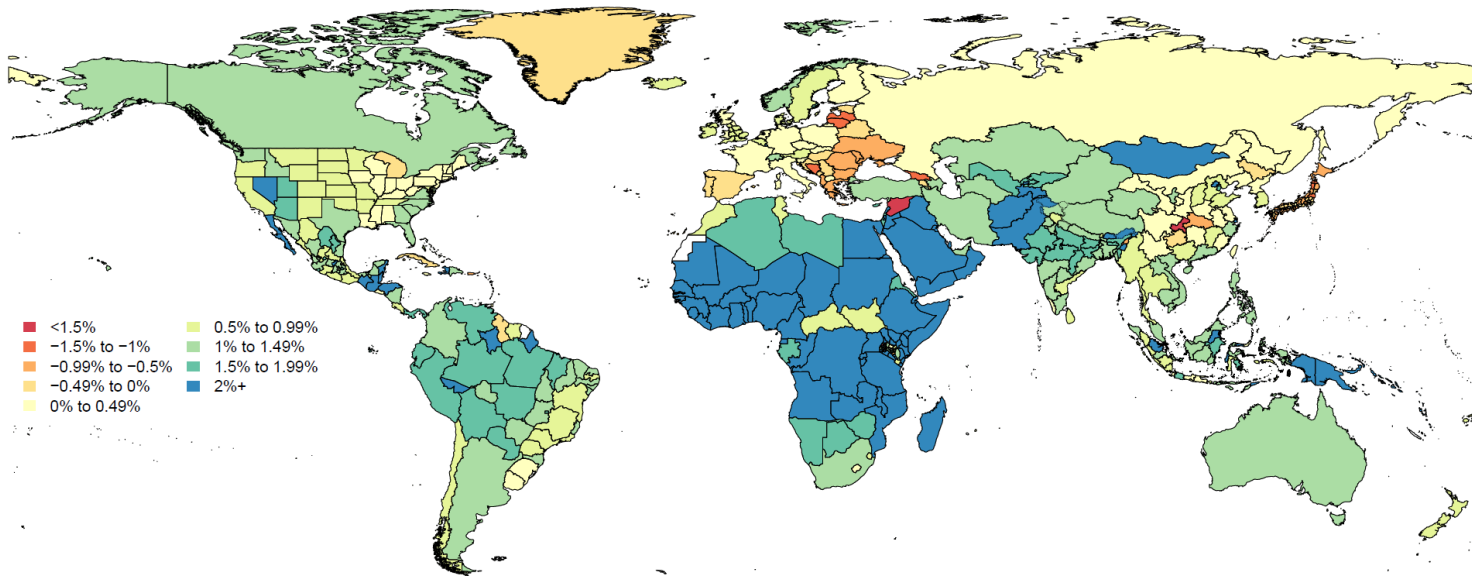 <1.5%
−1.5% to −1%
−0.99% to −0.5%
−0.49% to 0%
0% to 0.49%
0.5% to 0.99%
1% to 1.49%
1.5% to 1.99%
2%+